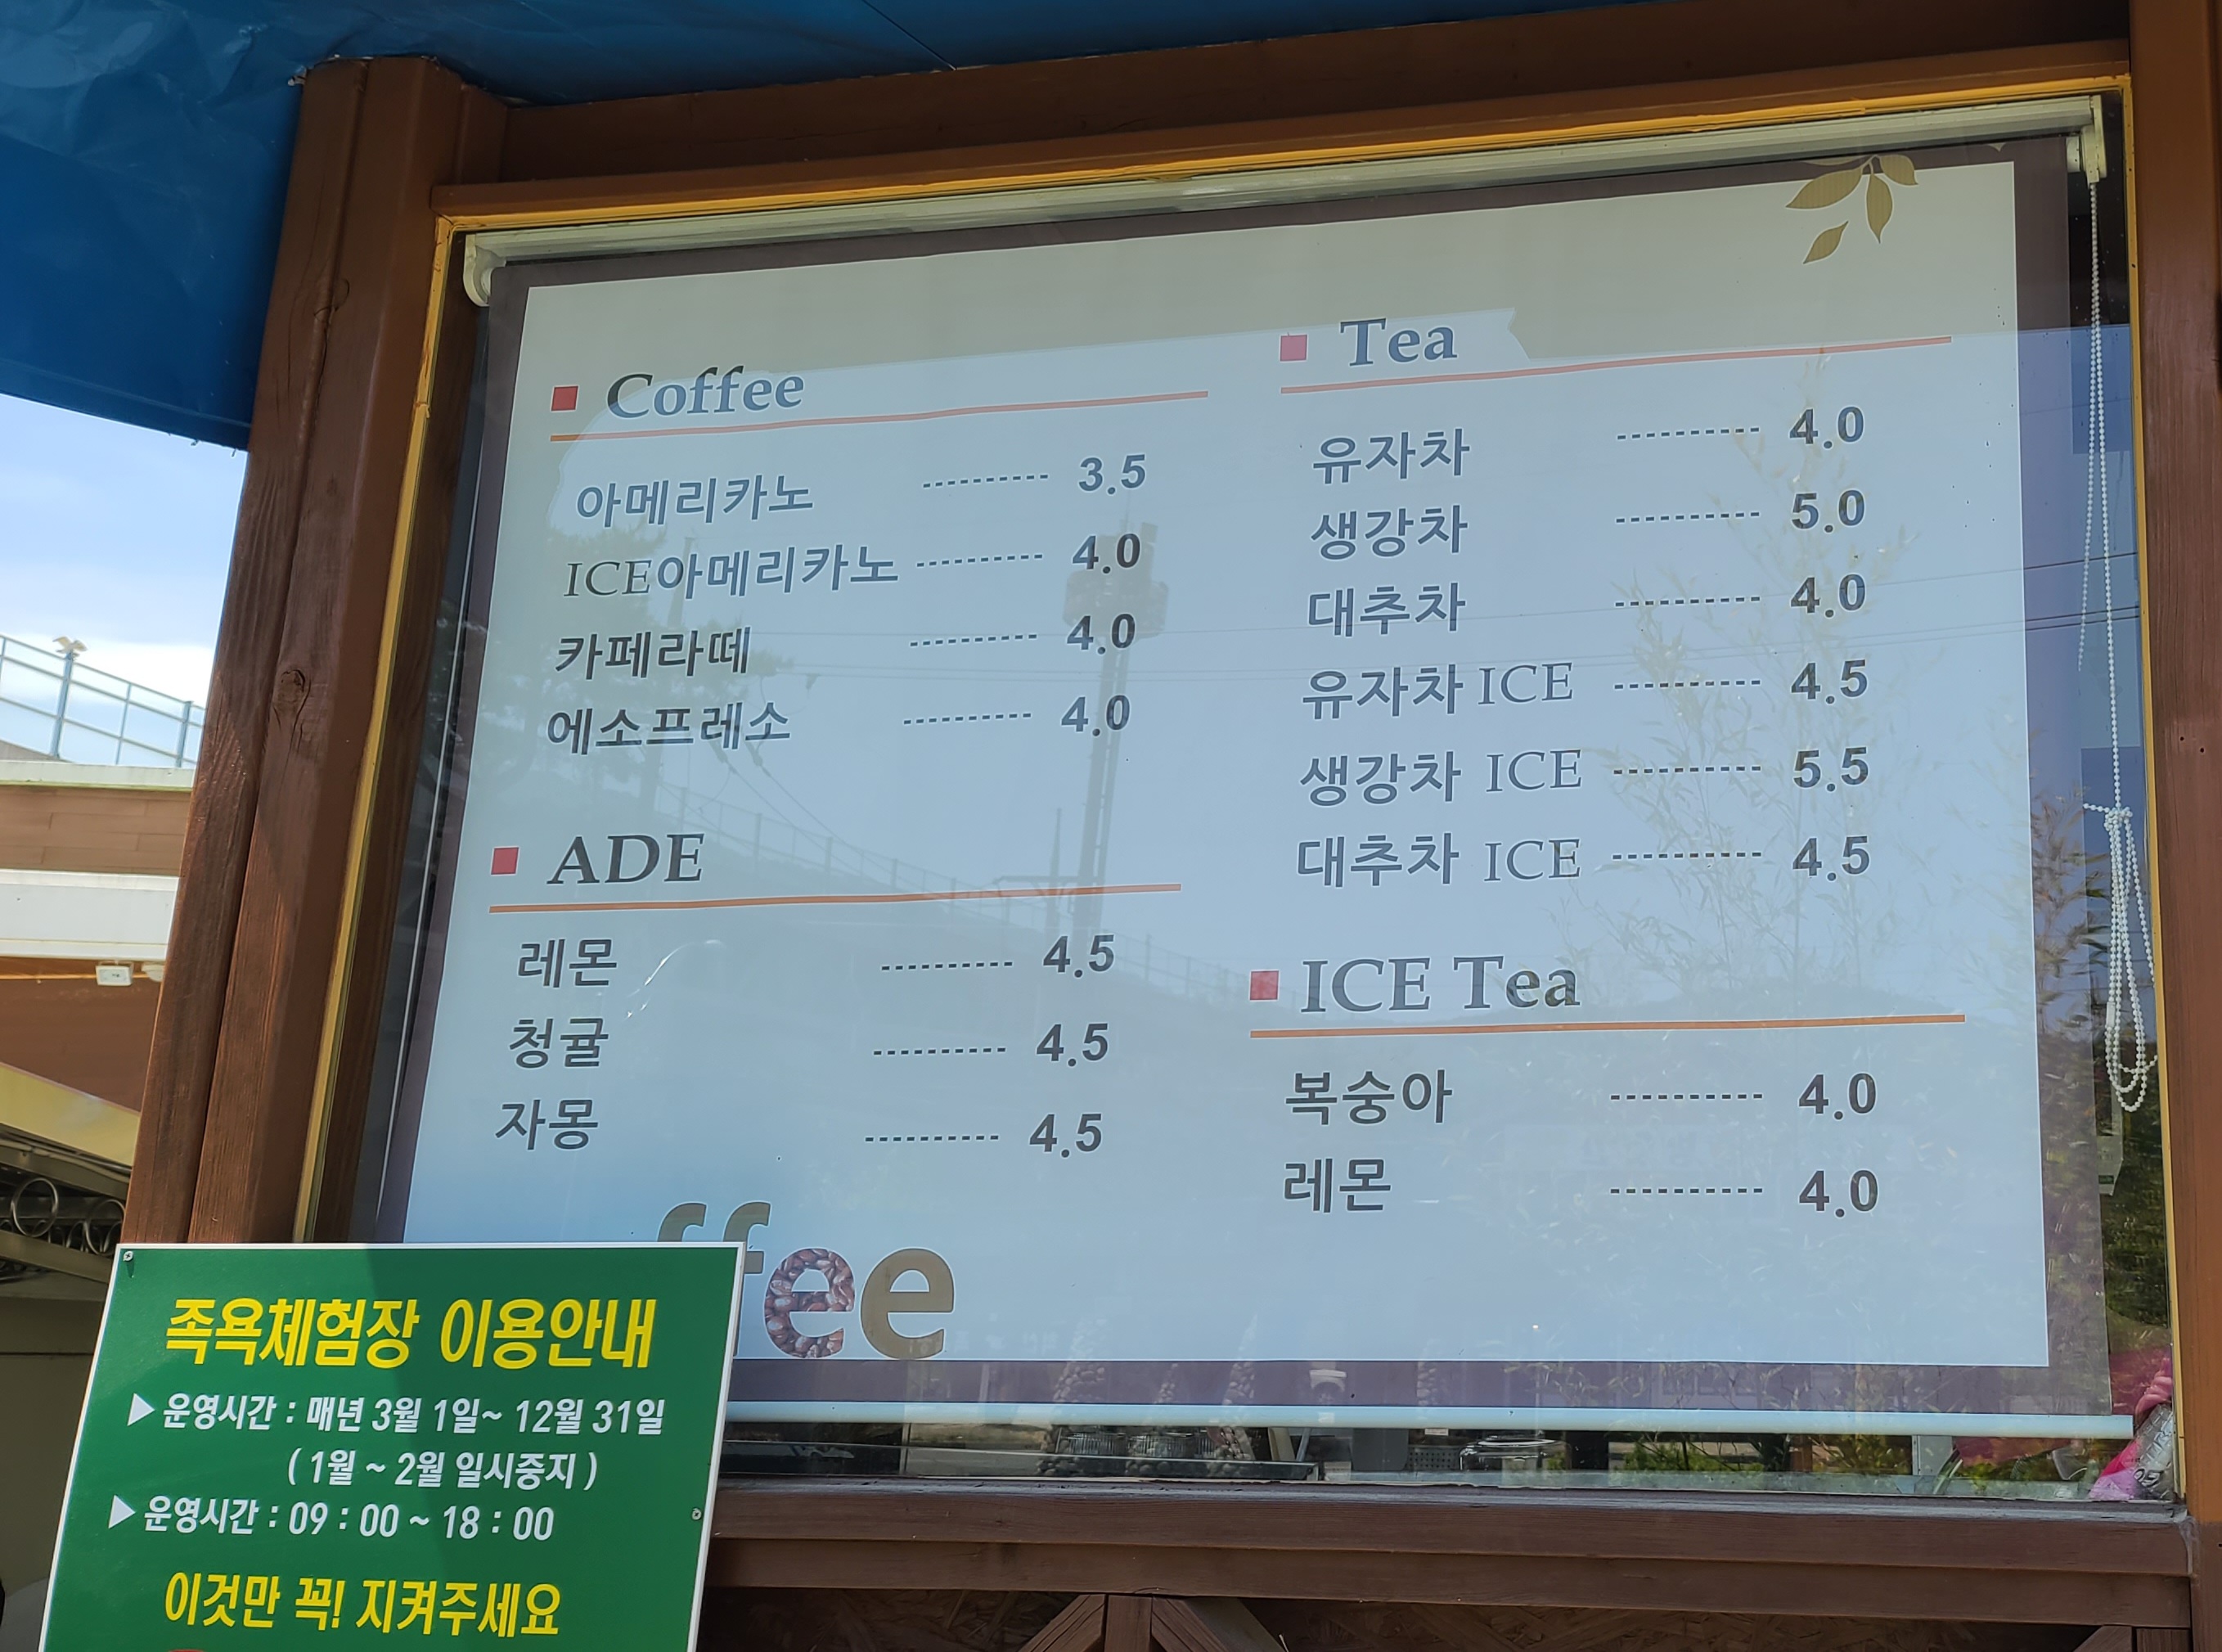 Coffee
아메리카노 ---------- 3.5
ICE아메리카노 ---------- 4.0
카페라떼 ---------- 4.0
에소프레소 ---------- 4.0
ADE
레몬 ---------- 4.5
청귤 ---------- 4.5
자몽 ---------- 4.5
ffee
Tea
유자차 ---------- 4.0
생강차 ---------- 5.0
대추차 ---------- 4.0
유자차 ICE ---------- 4.5
생강차 ICE ---------- 5.5
대추차 ICE ---------- 4.5
ICE Tea
복숭아 ---------- 4.0
레몬 ---------- 4.0
족욕체험장 이용안내
▶ 운영시간 : 매년 3월 1일~ 12월 31일
( 1월 ~ 2월 일시중지 )
▶ 운영시간 : 09 : 00 ~ 18 : 00
이것만 꼭! 지켜주세요